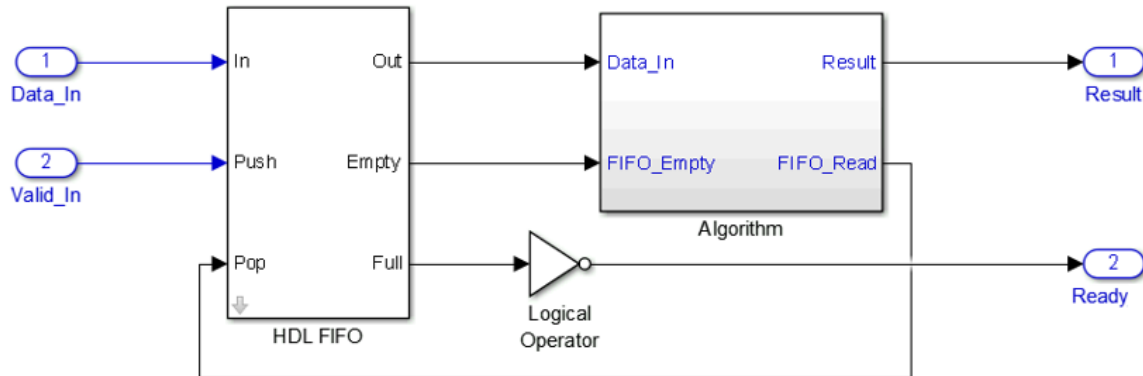 1
Data_In
2
Valid_In
In
Out
Push
Empty
Pop
Full
HDL FIFO
Data_In
Result
FIFO_Empty
FIFO_Read
Algorithm
Logical
Operator
1
Result
2
Ready